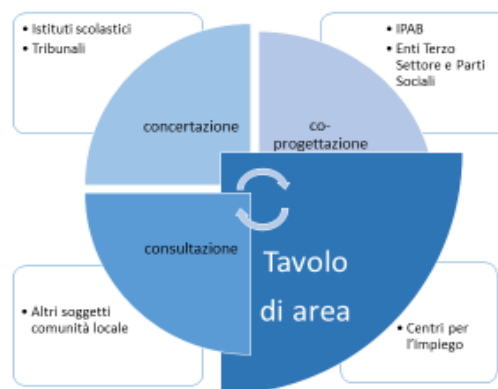 • Istituti scolastici
• Tribunali
• IPAB
• Enti Terzo
Settore e Parti
Sociali
concertazione
co-
progettazione
consultazione
Tavolo
di area
• Altri soggetti
comunità locale
• Centri per
l'Impiego